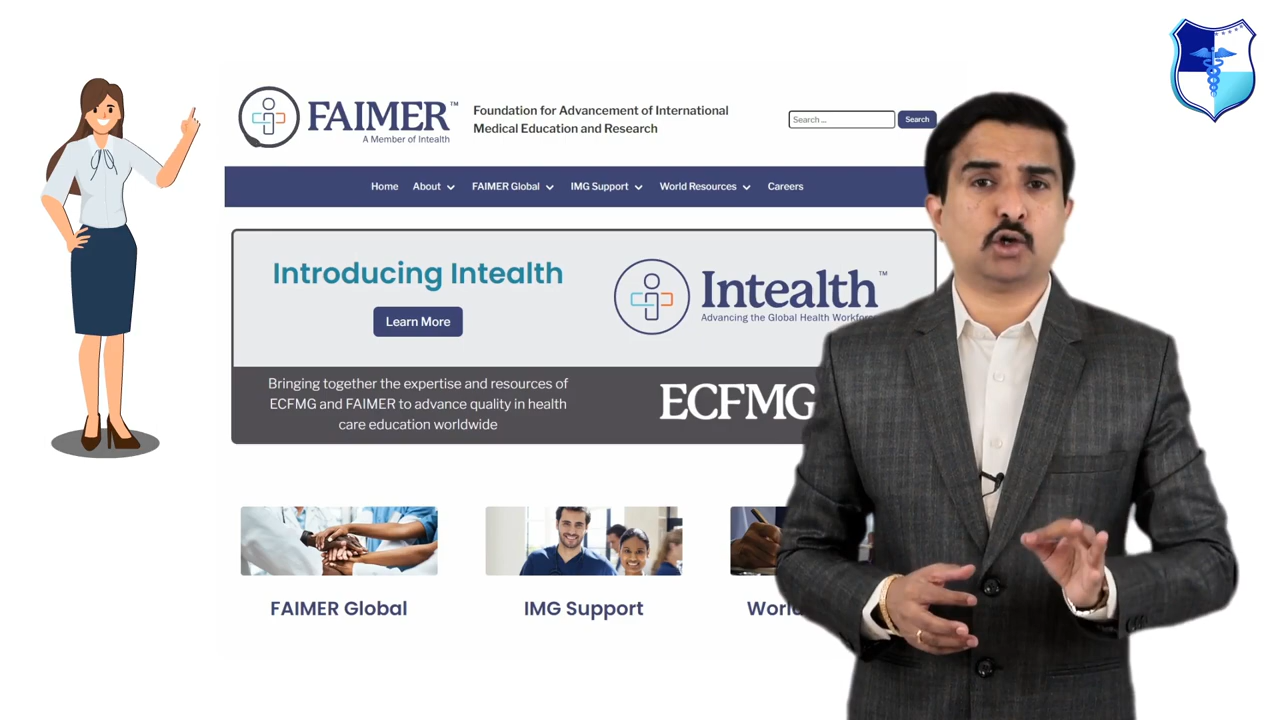 FAIMER™
A Member of Intealth
Foundation for Advancement of International
Medical Education and Research
Search ...
Search
Home About FAIMER Global IMG Support World Resources Careers
Introducing Intealth
Learn More
Intealth™
Advancing the Global Health
Bringing together the expertise and resources of
ECFMG and FAIMER to advance quality in health
care education worldwide
ECFMG
FAIMER Global
IMG Support